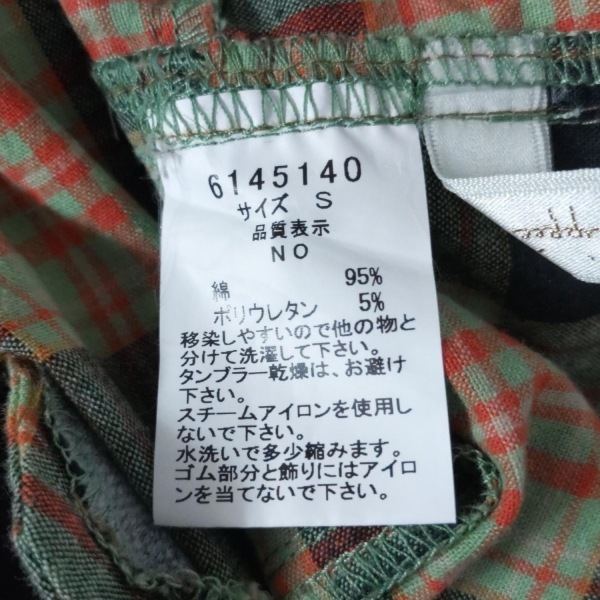 6145140
サイズ S
品質表示
NO
綿 95%
ポリウレタン 5%
移染しやすいので他の物と
分けて洗濯して下さい。
タンブラー乾燥は、お避け
下さい。
スチームアイロンを使用し
ないで下さい。
水洗いで多少縮みます。
ゴム部分と飾りにはアイロ
ンを当てないで下さい。